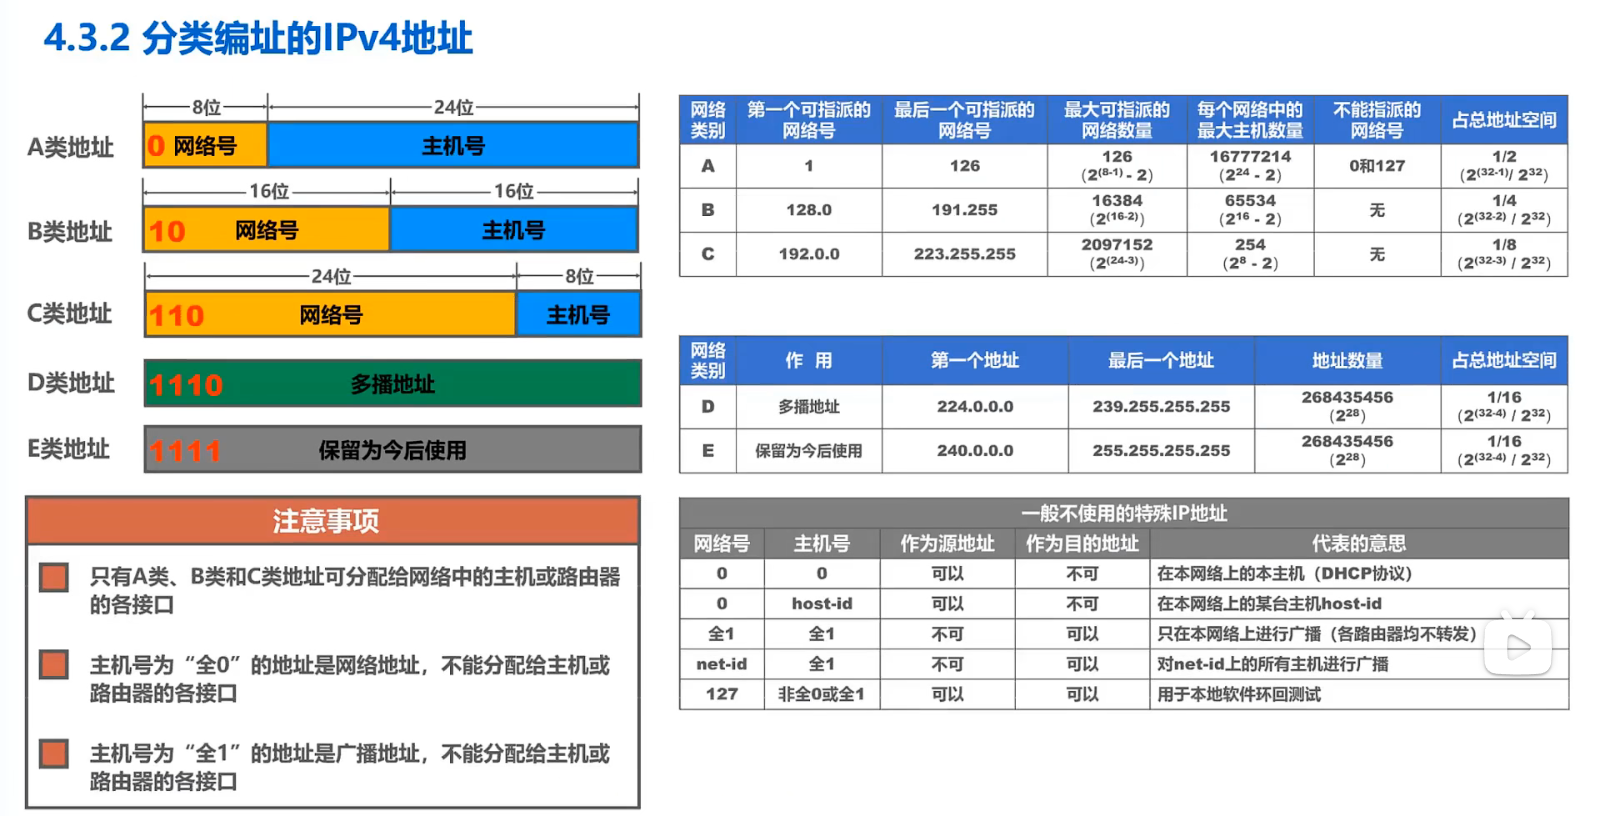 4.3.2 分类编址的IPv4地址
8位
24位
A类地址
0 网络号
主机号
16位
16位
B类地址
10 网络号
主机号
24位
8位
C类地址
110 网络号
主机号
D类地址
1110 多播地址
E类地址
1111 保留为今后使用
注意事项
只有A类、B类和C类地址可分配给网络中的主机或路由器
的各接口
主机号为“全0”的地址是网络地址，不能分配给主机或
路由器的各接口
主机号为“全1”的地址是广播地址，不能分配给主机或
路由器的各接口
网络类别 第一个可指派的网络号 最后一个可指派的网络号 最大可指派的网络数量 每个网络中的最大主机数量 不能指派的网络号 占总地址空间
A 1 126 126 (2^(8-1) - 2) 16777214 (2^24 - 2) 0和127 1/2 (2^(32-1)/ 2^32)
B 128.0 191.255 16384 (2^(16-2)) 65534 (2^16 - 2) 无 1/4 (2^(32-2) / 2^32)
C 192.0.0 223.255.255 2097152 (2^(24-3)) 254 (2^8 - 2) 无 1/8 (2^(32-3) / 2^32)
网络类别 作 用 第一个地址 最后一个地址 地址数量 占总地址空间
D 多播地址 224.0.0.0 239.255.255.255 268435456 (2^28) 1/16 (2^(32-4) / 2^32)
E 保留为今后使用 240.0.0.0 255.255.255.255 268435456 (2^28) 1/16 (2^(32-4) / 2^32)
一般不使用的特殊IP地址
网络号 主机号 作为源地址 作为目的地址 代表的意思
0 0 可以 不可 在本网络上的本主机（DHCP协议）
0 host-id 可以 不可 在本网络上的某台主机host-id
全1 全1 不可 可以 只在本网络上进行广播（各路由器均不转发）
net-id 全1 不可 可以 对net-id上的所有主机进行广播
127 非全0或全1 可以 可以 用于本地软件环回测试